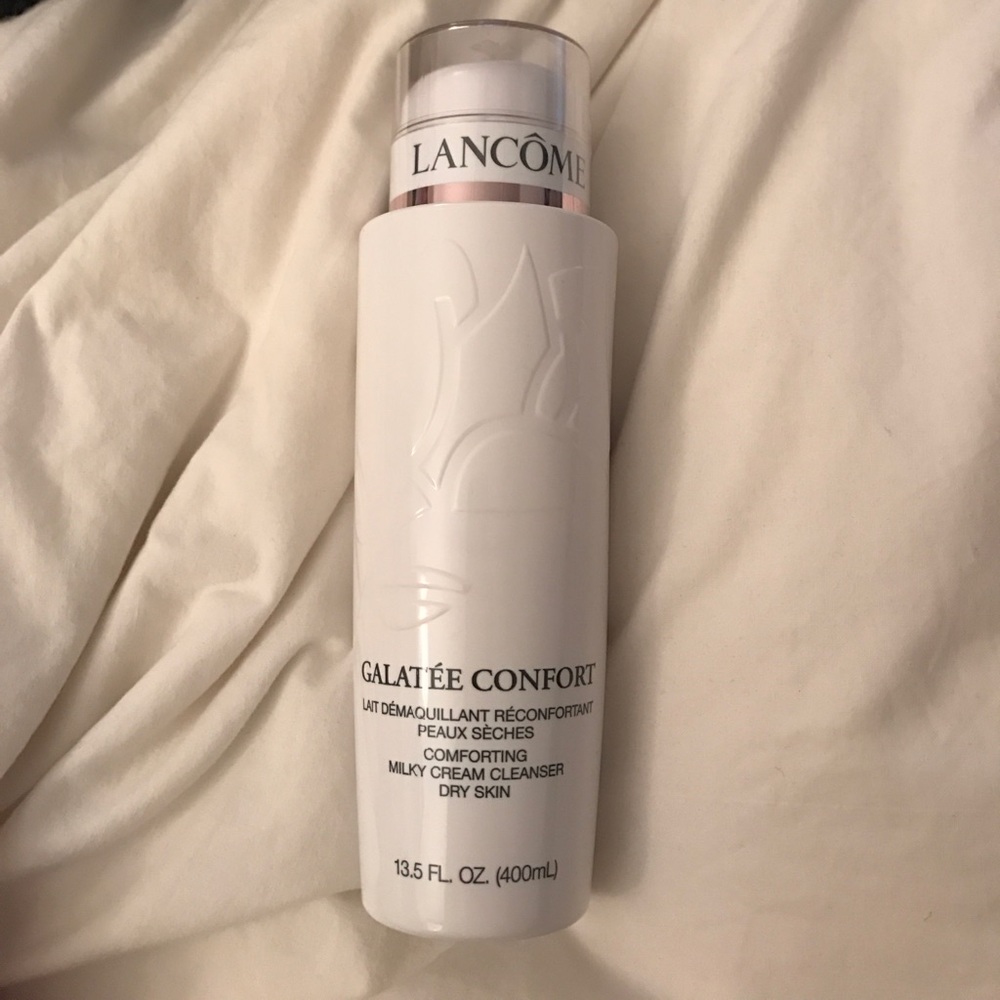 LANCÔME
GALATÉE CONFORT
LAIT DÉMAQUILLANT RÉCONFORTANT
PEAUX SÈCHES
COMFORTING
MILKY CREAM CLEANSER
DRY SKIN
13.5 FL. OZ. (400mL)